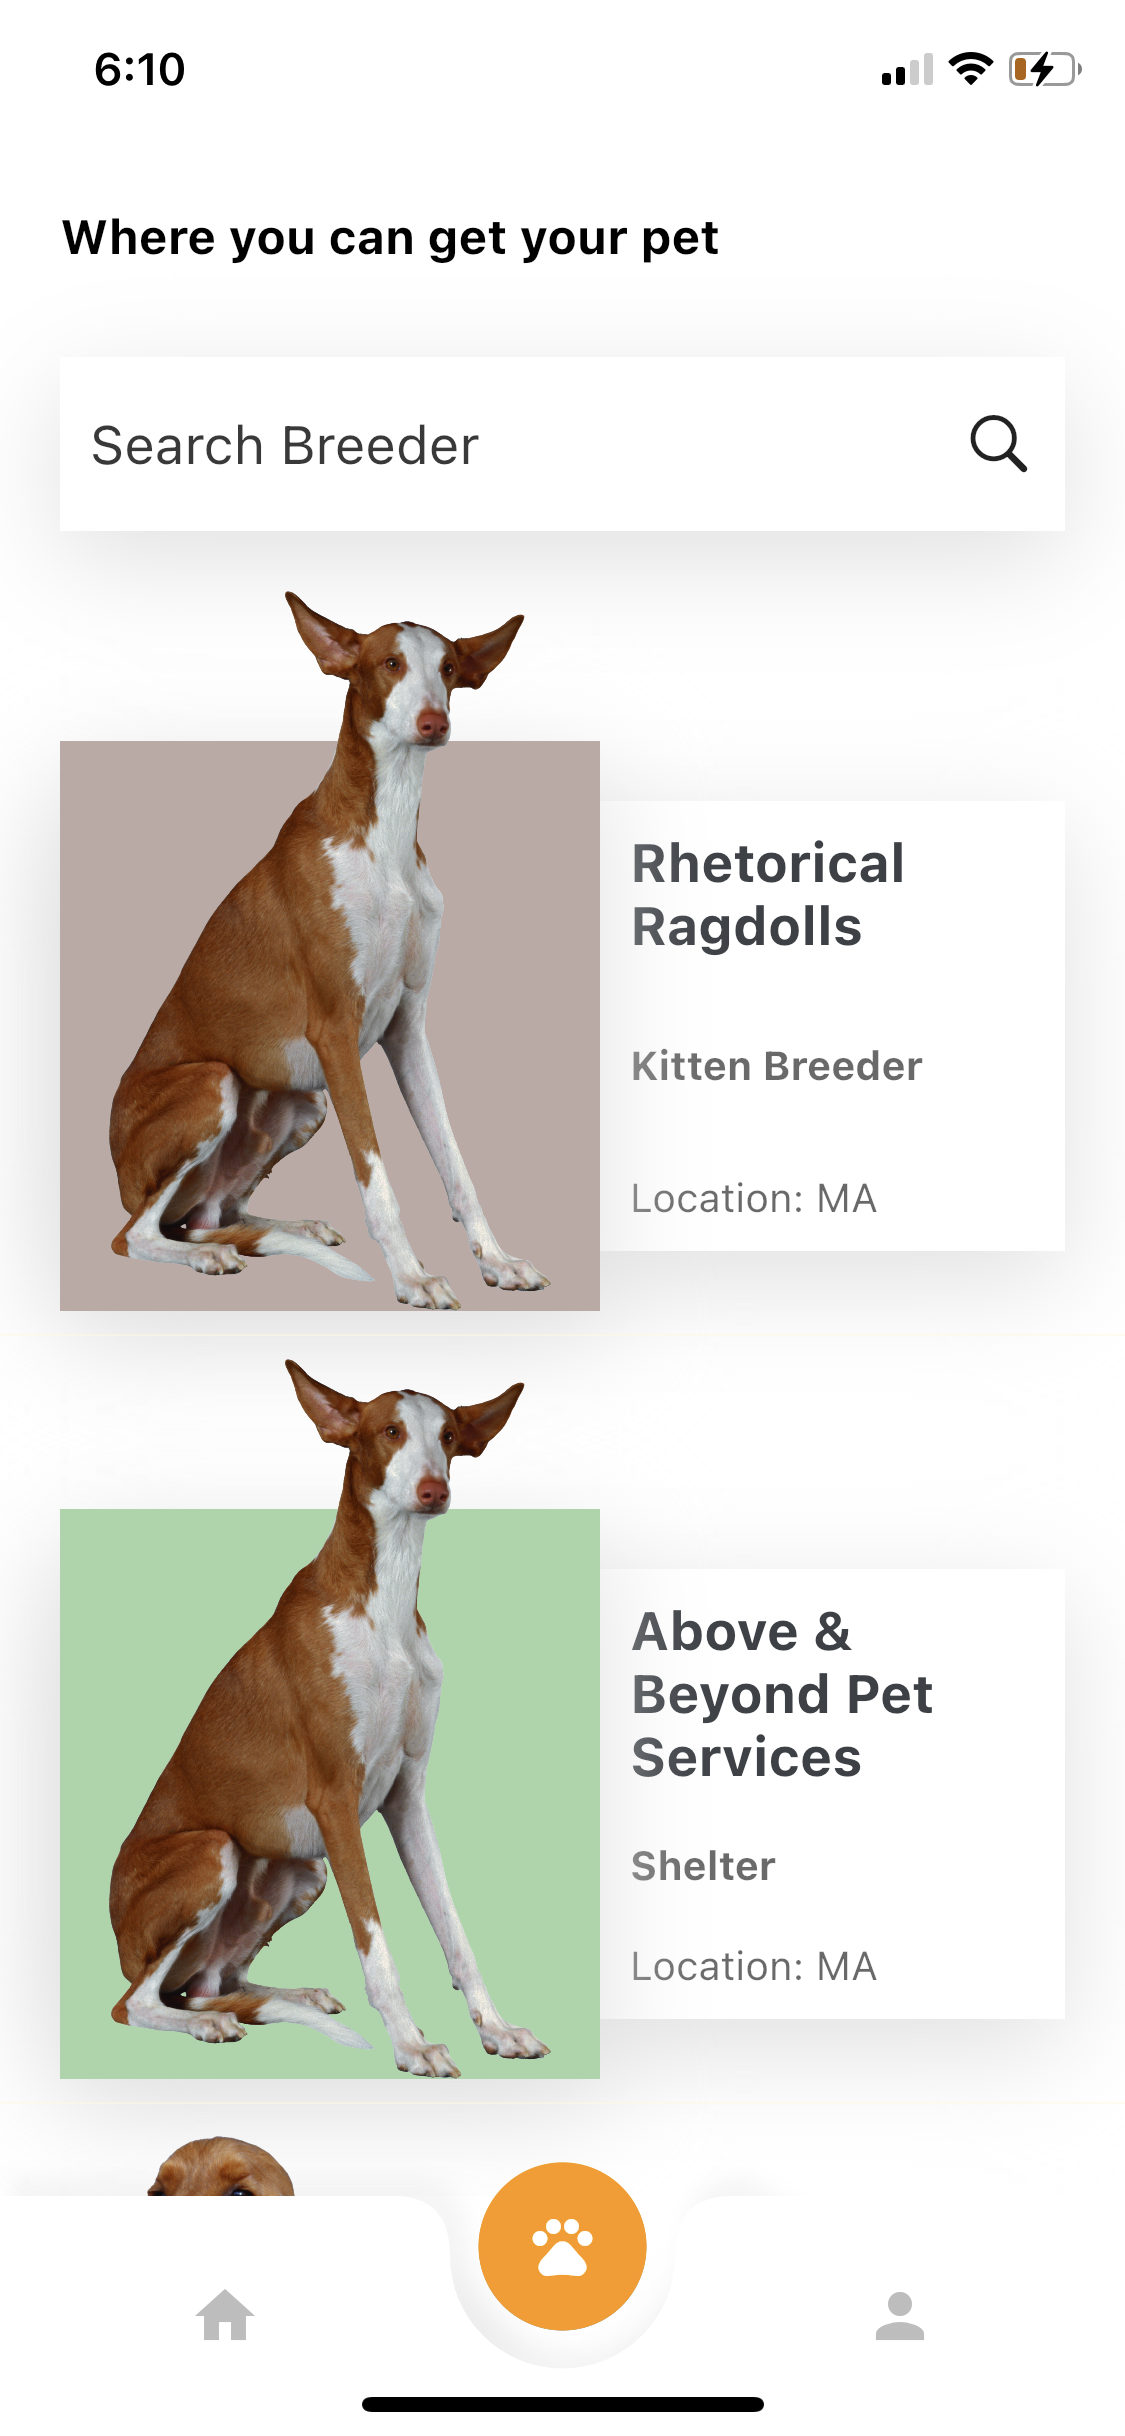 6:10
Where you can get your pet
Search Breeder
Rhetorical
Ragdolls
Kitten Breeder
Location: MA
Above &
Beyond Pet
Services
Shelter
Location: MA